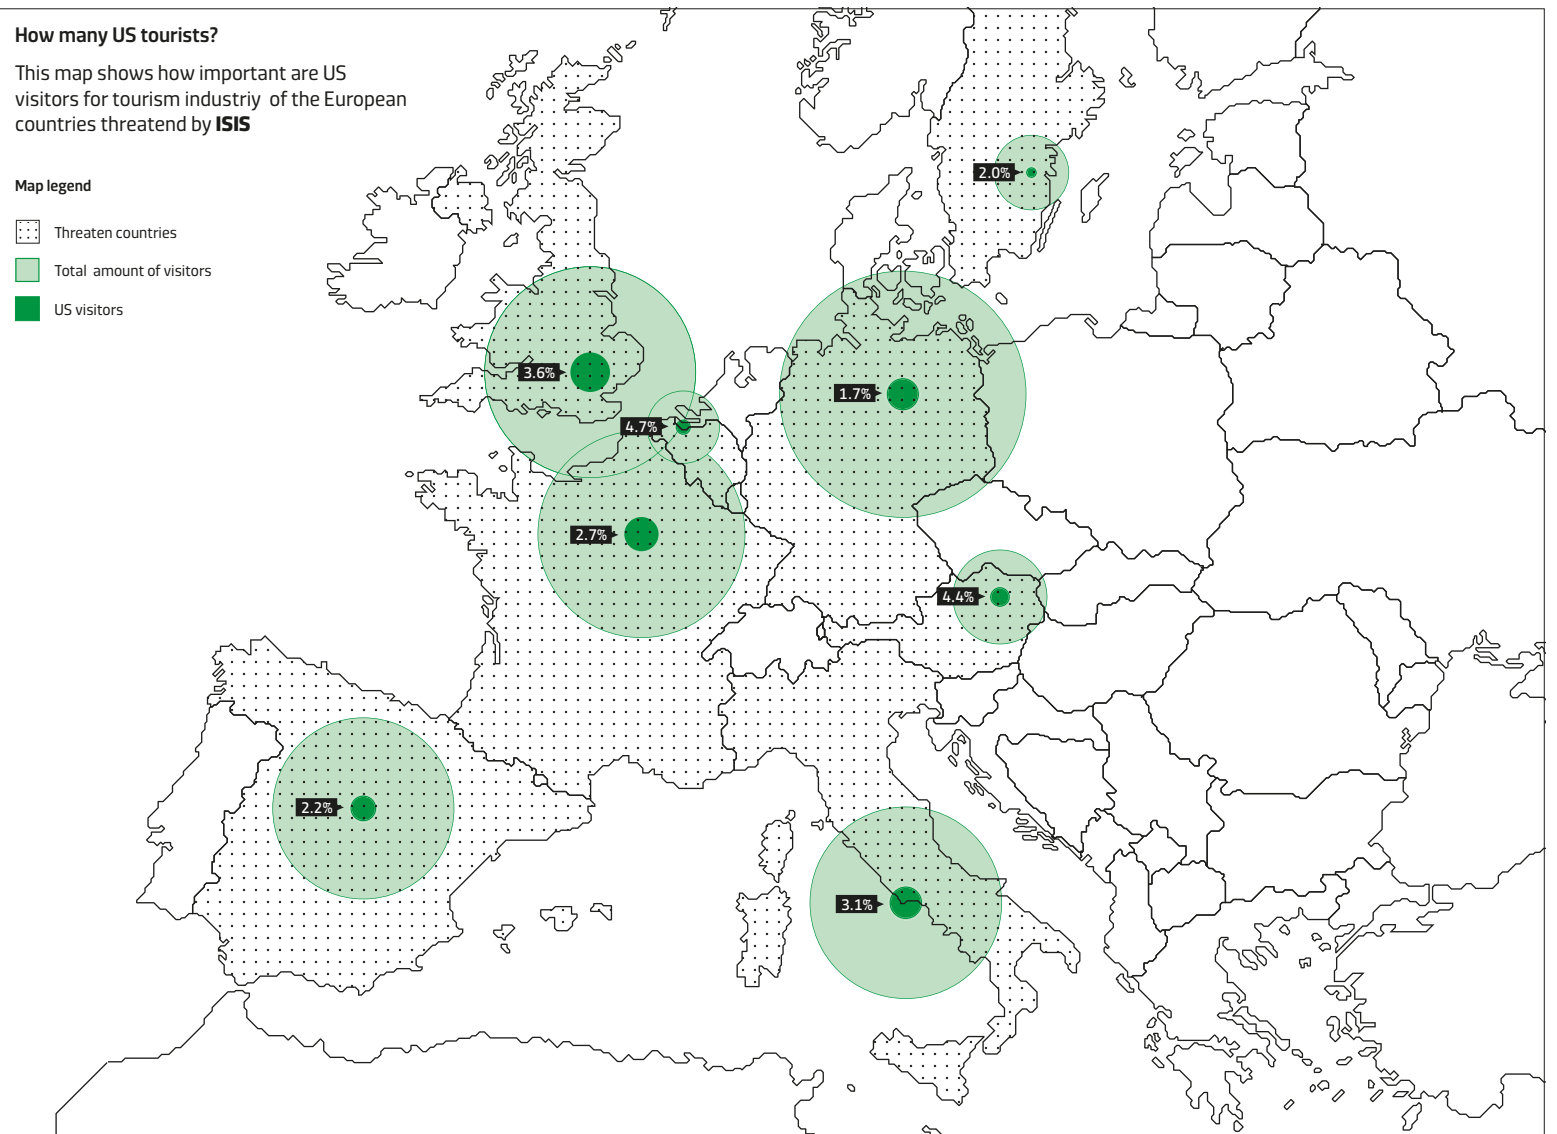 How many US tourists?
This map shows how important are US
visitors for tourism industriy of the European
countries threatend by ISIS
Map legend
Threaten countries
Total amount of visitors
US visitors
2.0%
3.6%
1.7%
4.7%
2.7%
4.4%
2.2%
3.1%